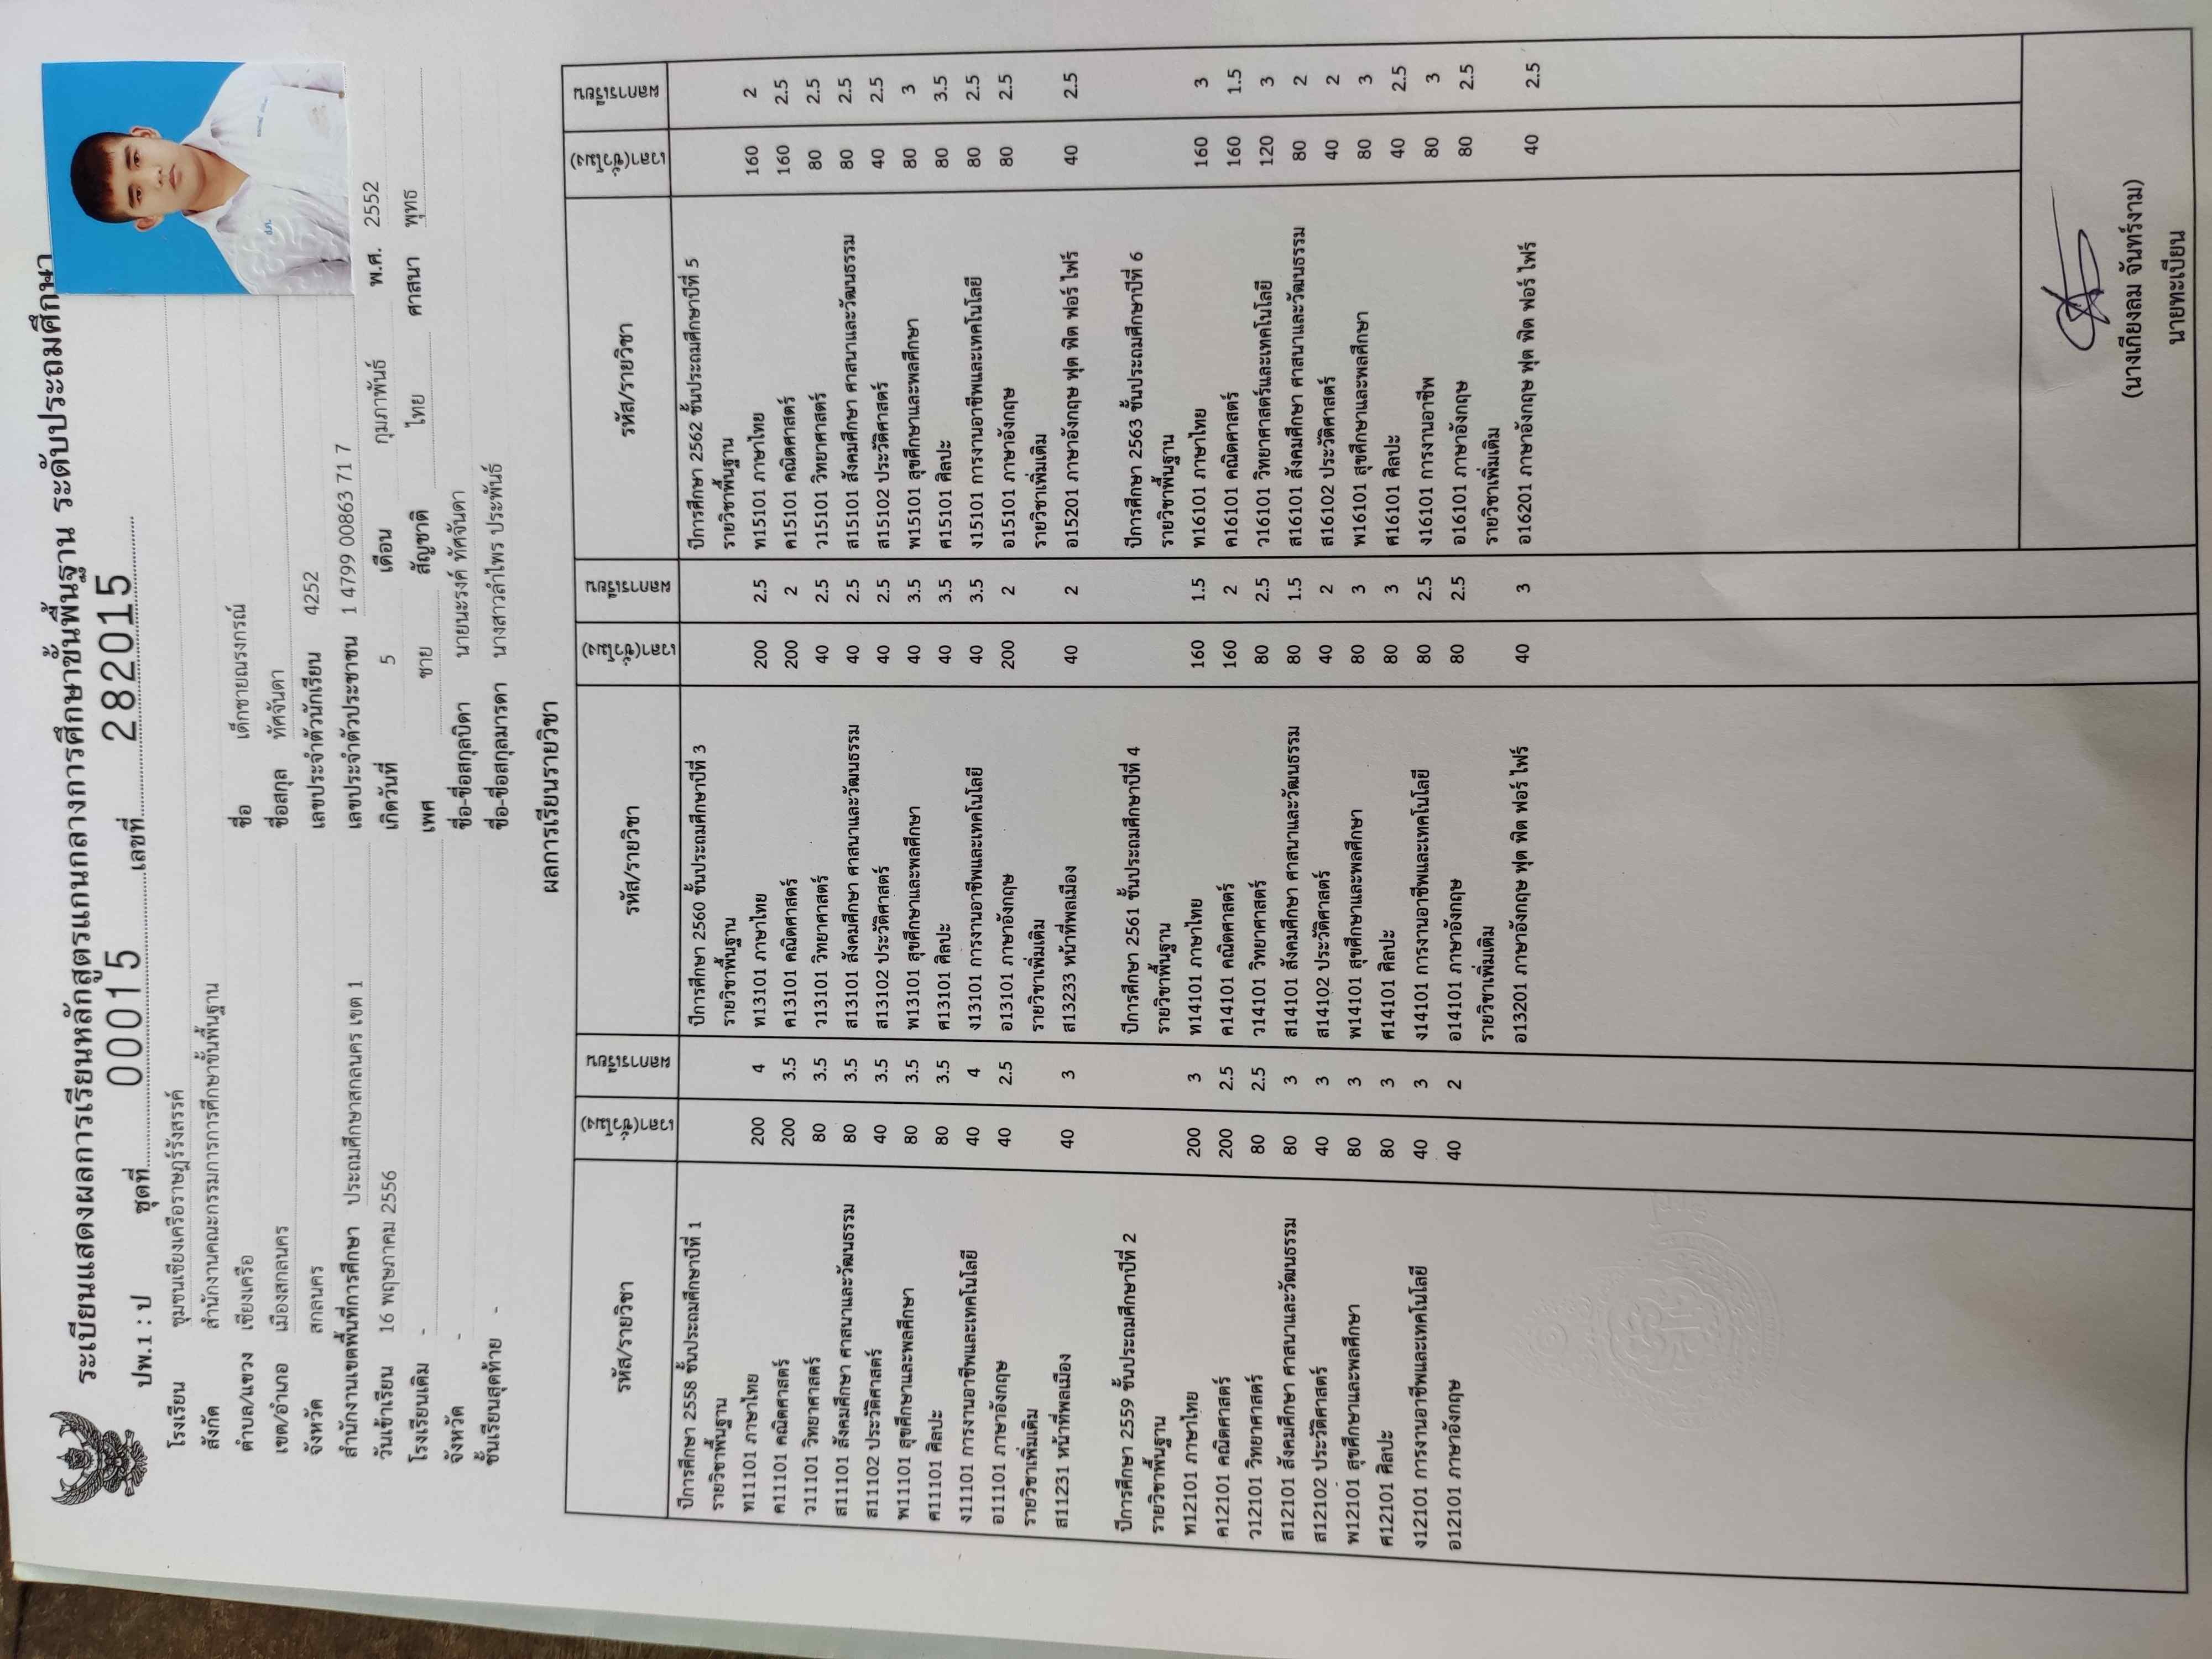 ระเบียนแสดงผลการเรียนหลักสูตรแกนกลางการศึกษาขั้นพื้นฐาน ระดับประถมศึกษา
ปพ.1 : ป ชุดที่ 00015 เลขที่ 282015
โรงเรียน ชุมชนเชียงเครือราษฎร์รังสรรค์
สังกัด สำนักงานคณะกรรมการการศึกษาขั้นพื้นฐาน
ตำบล/แขวง เชียงเครือ
เขต/อำเภอ เมืองสกลนคร
จังหวัด สกลนคร
สำนักงานเขตพื้นที่การศึกษา ประถมศึกษาสกลนคร เขต 1
วันเข้าเรียน 16 พฤษภาคม 2556
โรงเรียนเดิม -
จังหวัด -
ชั้นเรียนสุดท้าย -
ชื่อ เด็กชายณรงกรณ์
ชื่อสกุล ทัศจันดา
เลขประจำตัวนักเรียน 4252
เลขประจำตัวประชาชน 1 4799 00863 71 7
เกิดวันที่ 5 เดือน กุมภาพันธ์ พ.ศ. 2552
เพศ ชาย สัญชาติ ไทย ศาสนา พุทธ
ชื่อ-ชื่อสกุลบิดา นายนะรงค์ ทัศจันดา
ชื่อ-ชื่อสกุลมารดา นางสาวลำไพร ประพันธ์
ผลการเรียนรายวิชา
รหัส/รายวิชา เวลา(ชั่วโมง) ผลการเรียน
ปีการศึกษา 2558 ชั้นประถมศึกษาปีที่ 1
รายวิชาพื้นฐาน
ท11101 ภาษาไทย 200 4
ค11101 คณิตศาสตร์ 200 3.5
ว11101 วิทยาศาสตร์ 80 3.5
ส11101 สังคมศึกษา ศาสนาและวัฒนธรรม 80 3.5
ส11102 ประวัติศาสตร์ 40 3.5
พ11101 สุขศึกษาและพลศึกษา 80 3.5
ศ11101 ศิลปะ 80 3.5
ง11101 การงานอาชีพและเทคโนโลยี 40 4
อ11101 ภาษาอังกฤษ 40 2.5
รายวิชาเพิ่มเติม
ส11231 หน้าที่พลเมือง 40 3
ปีการศึกษา 2559 ชั้นประถมศึกษาปีที่ 2
รายวิชาพื้นฐาน
ท12101 ภาษาไทย 200 3
ค12101 คณิตศาสตร์ 200 2.5
ว12101 วิทยาศาสตร์ 80 2.5
ส12101 สังคมศึกษา ศาสนาและวัฒนธรรม 80 3
ส12102 ประวัติศาสตร์ 40 3
พ12101 สุขศึกษาและพลศึกษา 80 3
ศ12101 ศิลปะ 80 3
ง12101 การงานอาชีพและเทคโนโลยี 40 3
อ12101 ภาษาอังกฤษ 40 2
รหัส/รายวิชา เวลา(ชั่วโมง) ผลการเรียน
ปีการศึกษา 2560 ชั้นประถมศึกษาปีที่ 3
รายวิชาพื้นฐาน
ท13101 ภาษาไทย 200 2.5
ค13101 คณิตศาสตร์ 200 2
ว13101 วิทยาศาสตร์ 40 2.5
ส13101 สังคมศึกษา ศาสนาและวัฒนธรรม 40 2.5
ส13102 ประวัติศาสตร์ 40 2.5
พ13101 สุขศึกษาและพลศึกษา 40 3.5
ศ13101 ศิลปะ 40 3.5
ง13101 การงานอาชีพและเทคโนโลยี 40 3.5
อ13101 ภาษาอังกฤษ 200 2
รายวิชาเพิ่มเติม
ส13233 หน้าที่พลเมือง 40 2
ปีการศึกษา 2561 ชั้นประถมศึกษาปีที่ 4
รายวิชาพื้นฐาน
ท14101 ภาษาไทย 160 1.5
ค14101 คณิตศาสตร์ 160 2
ว14101 วิทยาศาสตร์ 80 2.5
ส14101 สังคมศึกษา ศาสนาและวัฒนธรรม 80 1.5
ส14102 ประวัติศาสตร์ 40 2
พ14101 สุขศึกษาและพลศึกษา 80 3
ศ14101 ศิลปะ 80 3
ง14101 การงานอาชีพและเทคโนโลยี 80 2.5
อ14101 ภาษาอังกฤษ 80 2.5
รายวิชาเพิ่มเติม
อ13201 ภาษาอังกฤษ ฟุต ฟิต ฟอร์ ไฟร์ 40 3
รหัส/รายวิชา เวลา(ชั่วโมง) ผลการเรียน
ปีการศึกษา 2562 ชั้นประถมศึกษาปีที่ 5
รายวิชาพื้นฐาน
ท15101 ภาษาไทย 160 2
ค15101 คณิตศาสตร์ 160 2.5
ว15101 วิทยาศาสตร์ 80 2.5
ส15101 สังคมศึกษา ศาสนาและวัฒนธรรม 80 2.5
ส15102 ประวัติศาสตร์ 40 2.5
พ15101 สุขศึกษาและพลศึกษา 80 3
ศ15101 ศิลปะ 80 3.5
ง15101 การงานอาชีพและเทคโนโลยี 80 2.5
อ15101 ภาษาอังกฤษ 80 2.5
รายวิชาเพิ่มเติม
อ15201 ภาษาอังกฤษ ฟุต ฟิต ฟอร์ ไฟร์ 40 2.5
ปีการศึกษา 2563 ชั้นประถมศึกษาปีที่ 6
รายวิชาพื้นฐาน
ท16101 ภาษาไทย 160 3
ค16101 คณิตศาสตร์ 160 1.5
ว16101 วิทยาศาสตร์และเทคโนโลยี 120 3
ส16101 สังคมศึกษา ศาสนาและวัฒนธรรม 80 2
ส16102 ประวัติศาสตร์ 40 2
พ16101 สุขศึกษาและพลศึกษา 80 3
ศ16101 ศิลปะ 40 2.5
ง16101 การงานอาชีพ 80 3
อ16101 ภาษาอังกฤษ 80 2.5
รายวิชาเพิ่มเติม
อ16201 ภาษาอังกฤษ ฟุต ฟิต ฟอร์ ไฟร์ 40 2.5
(นางเกียงลม จันทร์งาม)
นายทะเบียน